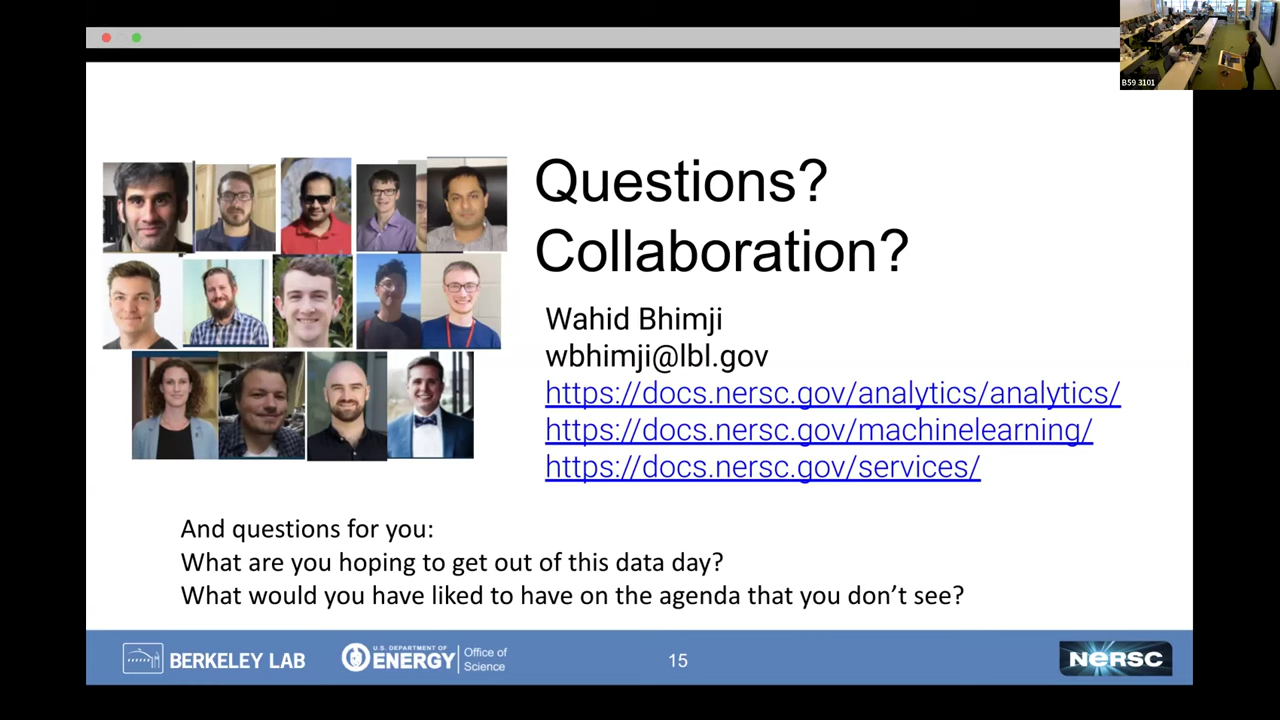 B59 3101
Questions?
Collaboration?
Wahid Bhimji
wbhimji@lbl.gov
https://docs.nersc.gov/analytics/analytics/
https://docs.nersc.gov/machinelearning/
https://docs.nersc.gov/services/
And questions for you:
What are you hoping to get out of this data day?
What would you have liked to have on the agenda that you don’t see?
BERKELEY LAB
U.S. DEPARTMENT OF
ENERGY
Office of
Science
15
NERSC